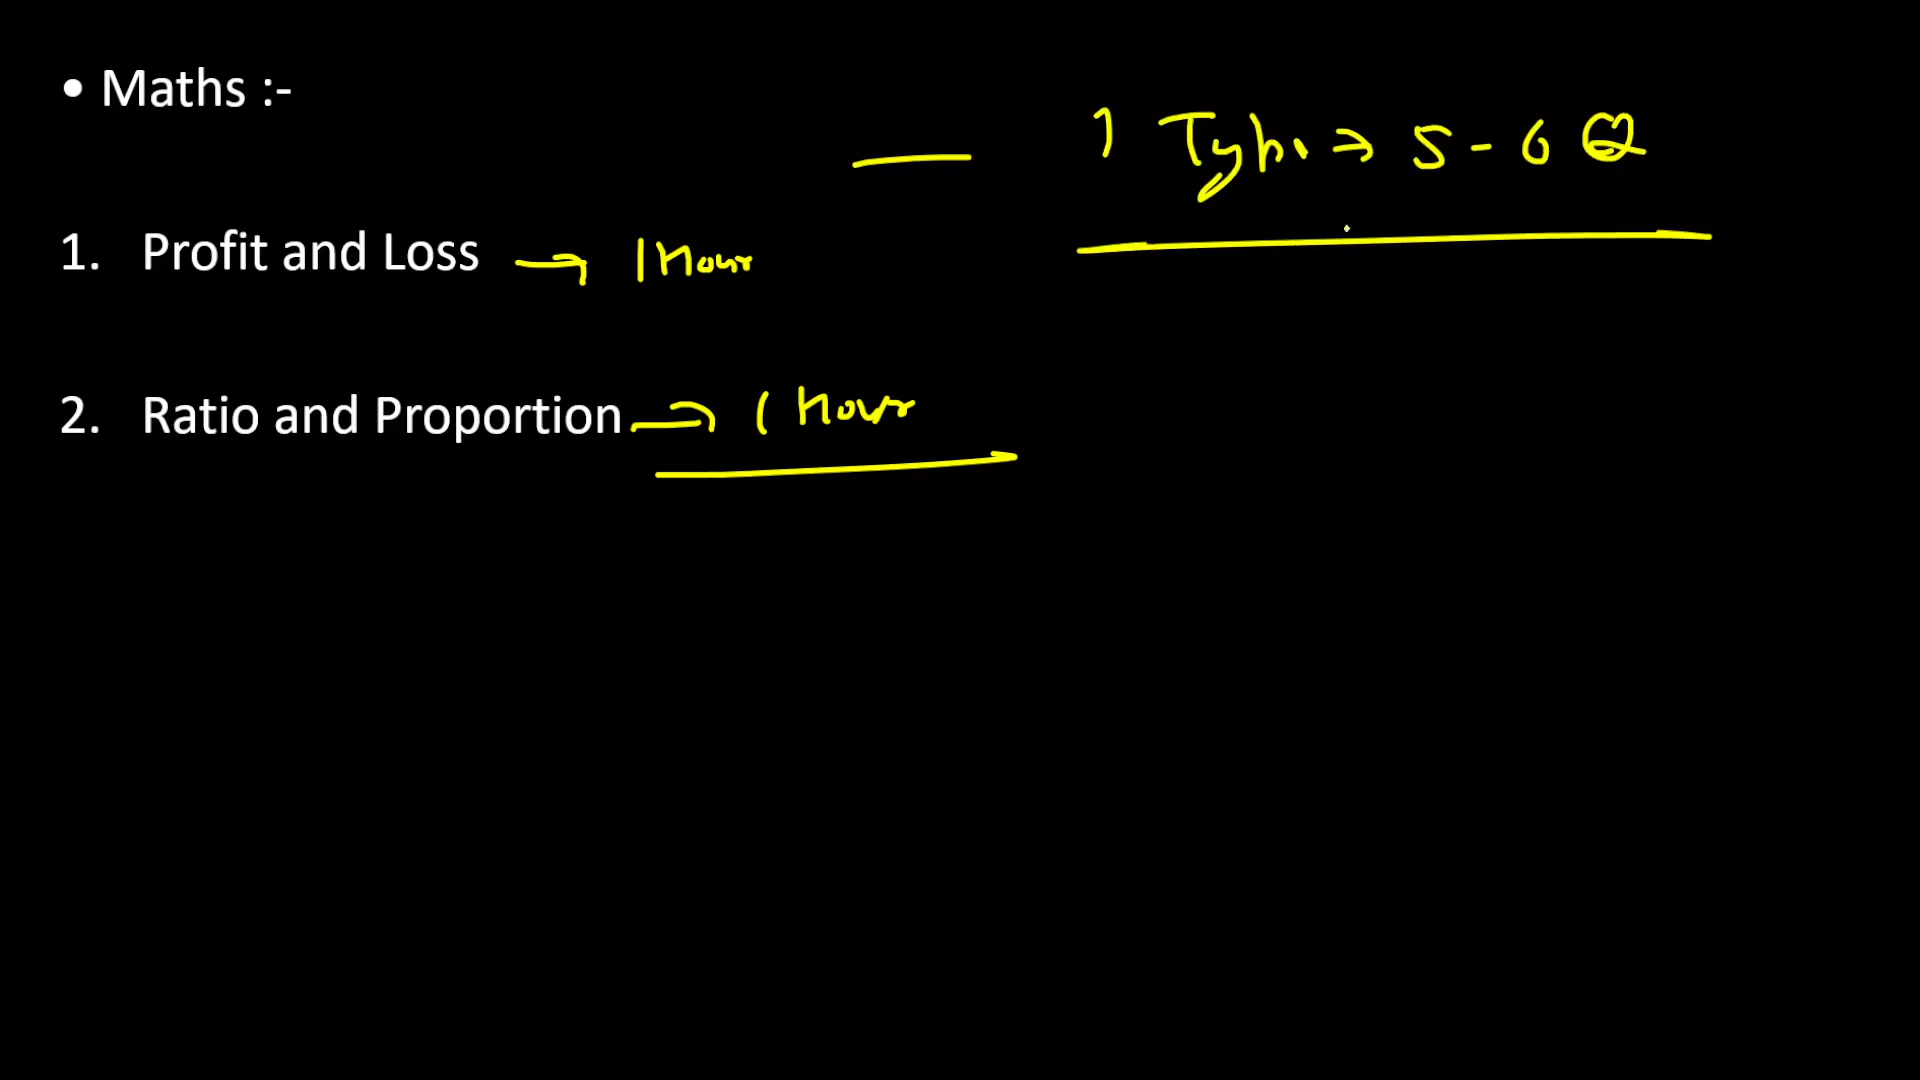 • Maths :-
1 Type → 5 - 6 Q
1. Profit and Loss → 1 Hour
2. Ratio and Proportion → 1 Hour